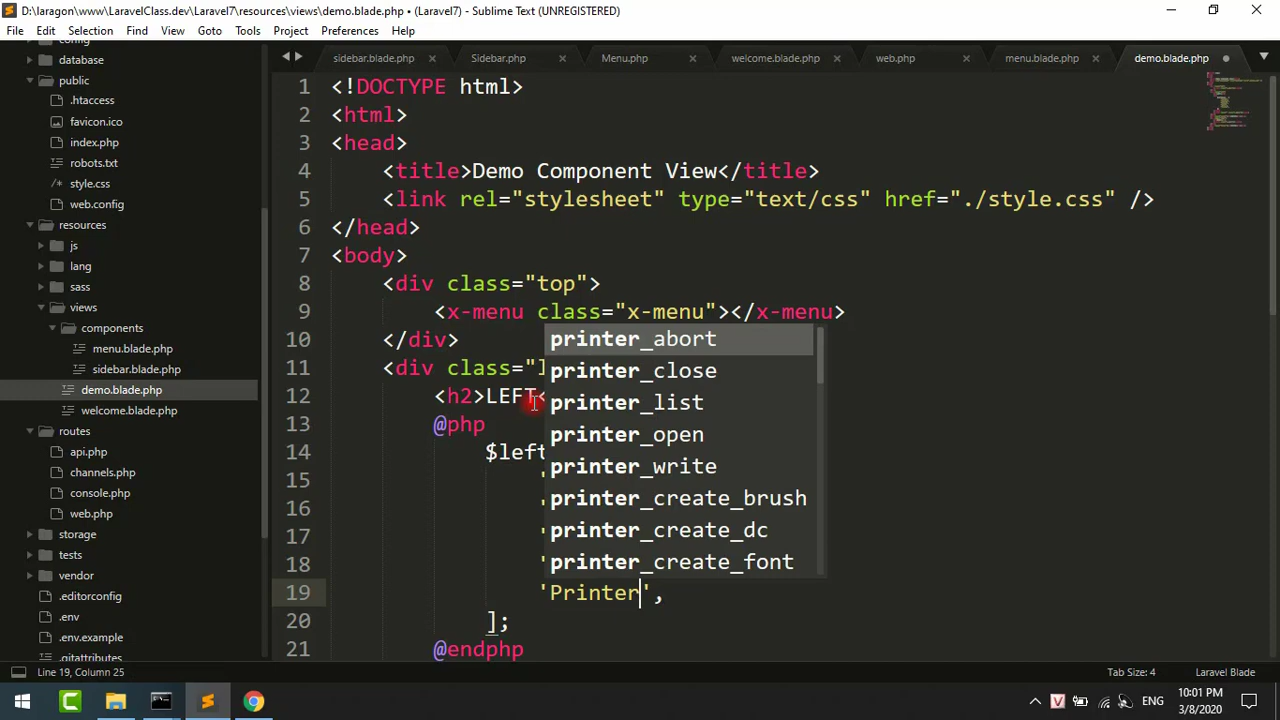 D:\laragon\www\LaravelClass.dev\Laravel7\resources\views\demo.blade.php • (Laravel7) - Sublime Text (UNREGISTERED)
File Edit Selection Find View Goto Tools Project Preferences Help
sidebar.blade.php
Sidebar.php
Menu.php
welcome.blade.php
web.php
menu.blade.php
demo.blade.php
config
database
public
.htaccess
favicon.ico
index.php
robots.txt
style.css
web.config
resources
js
lang
sass
views
components
menu.blade.php
sidebar.blade.php
demo.blade.php
welcome.blade.php
routes
api.php
channels.php
console.php
web.php
storage
tests
vendor
.editorconfig
.env
.env.example
.gitattributes
1 <!DOCTYPE html>
2 <html>
3 <head>
4 <title>Demo Component View</title>
5 <link rel="stylesheet" type="text/css" href="./style.css" />
6 </head>
7 <body>
8 <div class="top">
9 <x-menu class="x-menu"></x-menu>
10 </div>
11 <div class="l
12 <h2>LEFT<
13 @php
14 $left
15 '
16 '
17 '
18 '
19 'Printer',
20 ];
21 @endphp
printer_abort
printer_close
printer_list
printer_open
printer_write
printer_create_brush
printer_create_dc
printer_create_font
Line 19, Column 25
Tab Size: 4
Laravel Blade
V
ENG
10:01 PM
3/8/2020